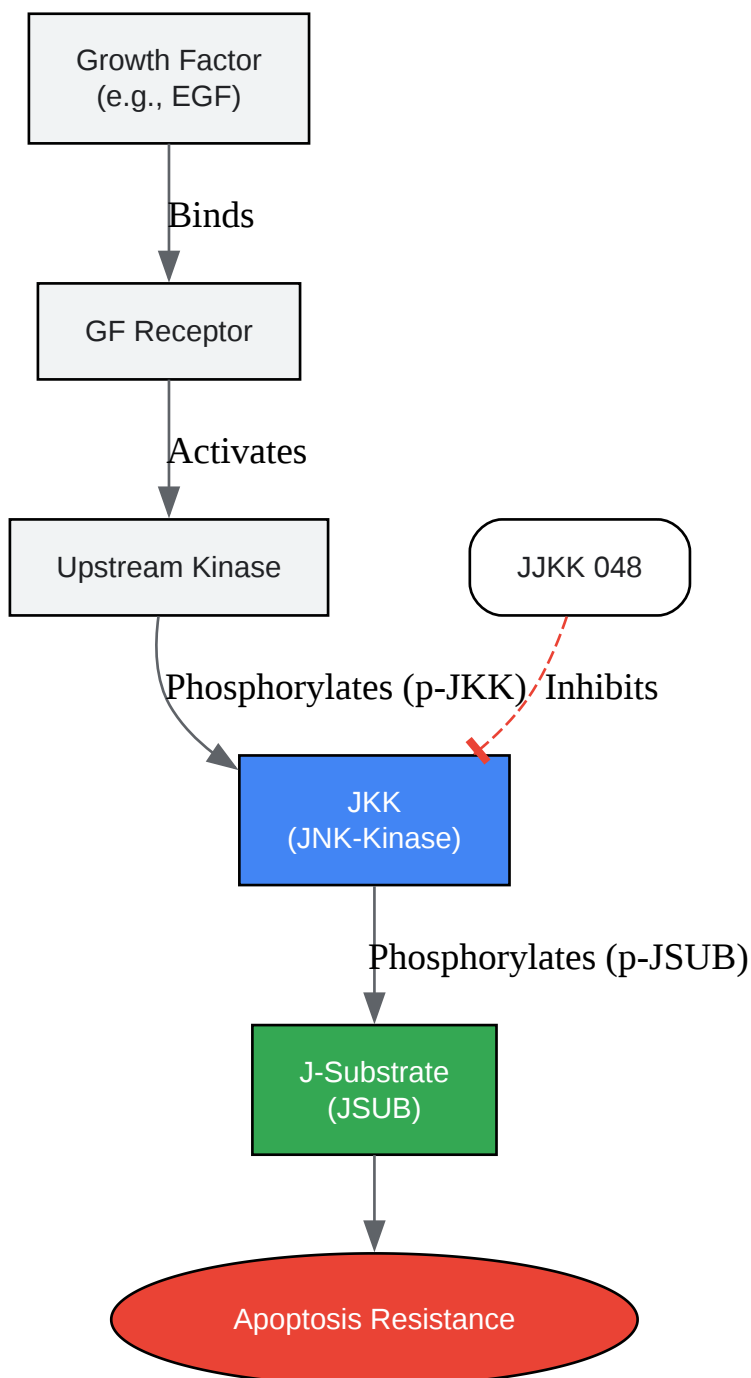 Growth Factor
(e.g., EGF)
Binds
GF Receptor
Activates
Upstream Kinase
JJKK 048
Phosphorylates (p-JKK)
Inhibits
JKK
(JNK-Kinase)
Phosphorylates (p-JSUB)
J-Substrate
(JSUB)
Apoptosis Resistance